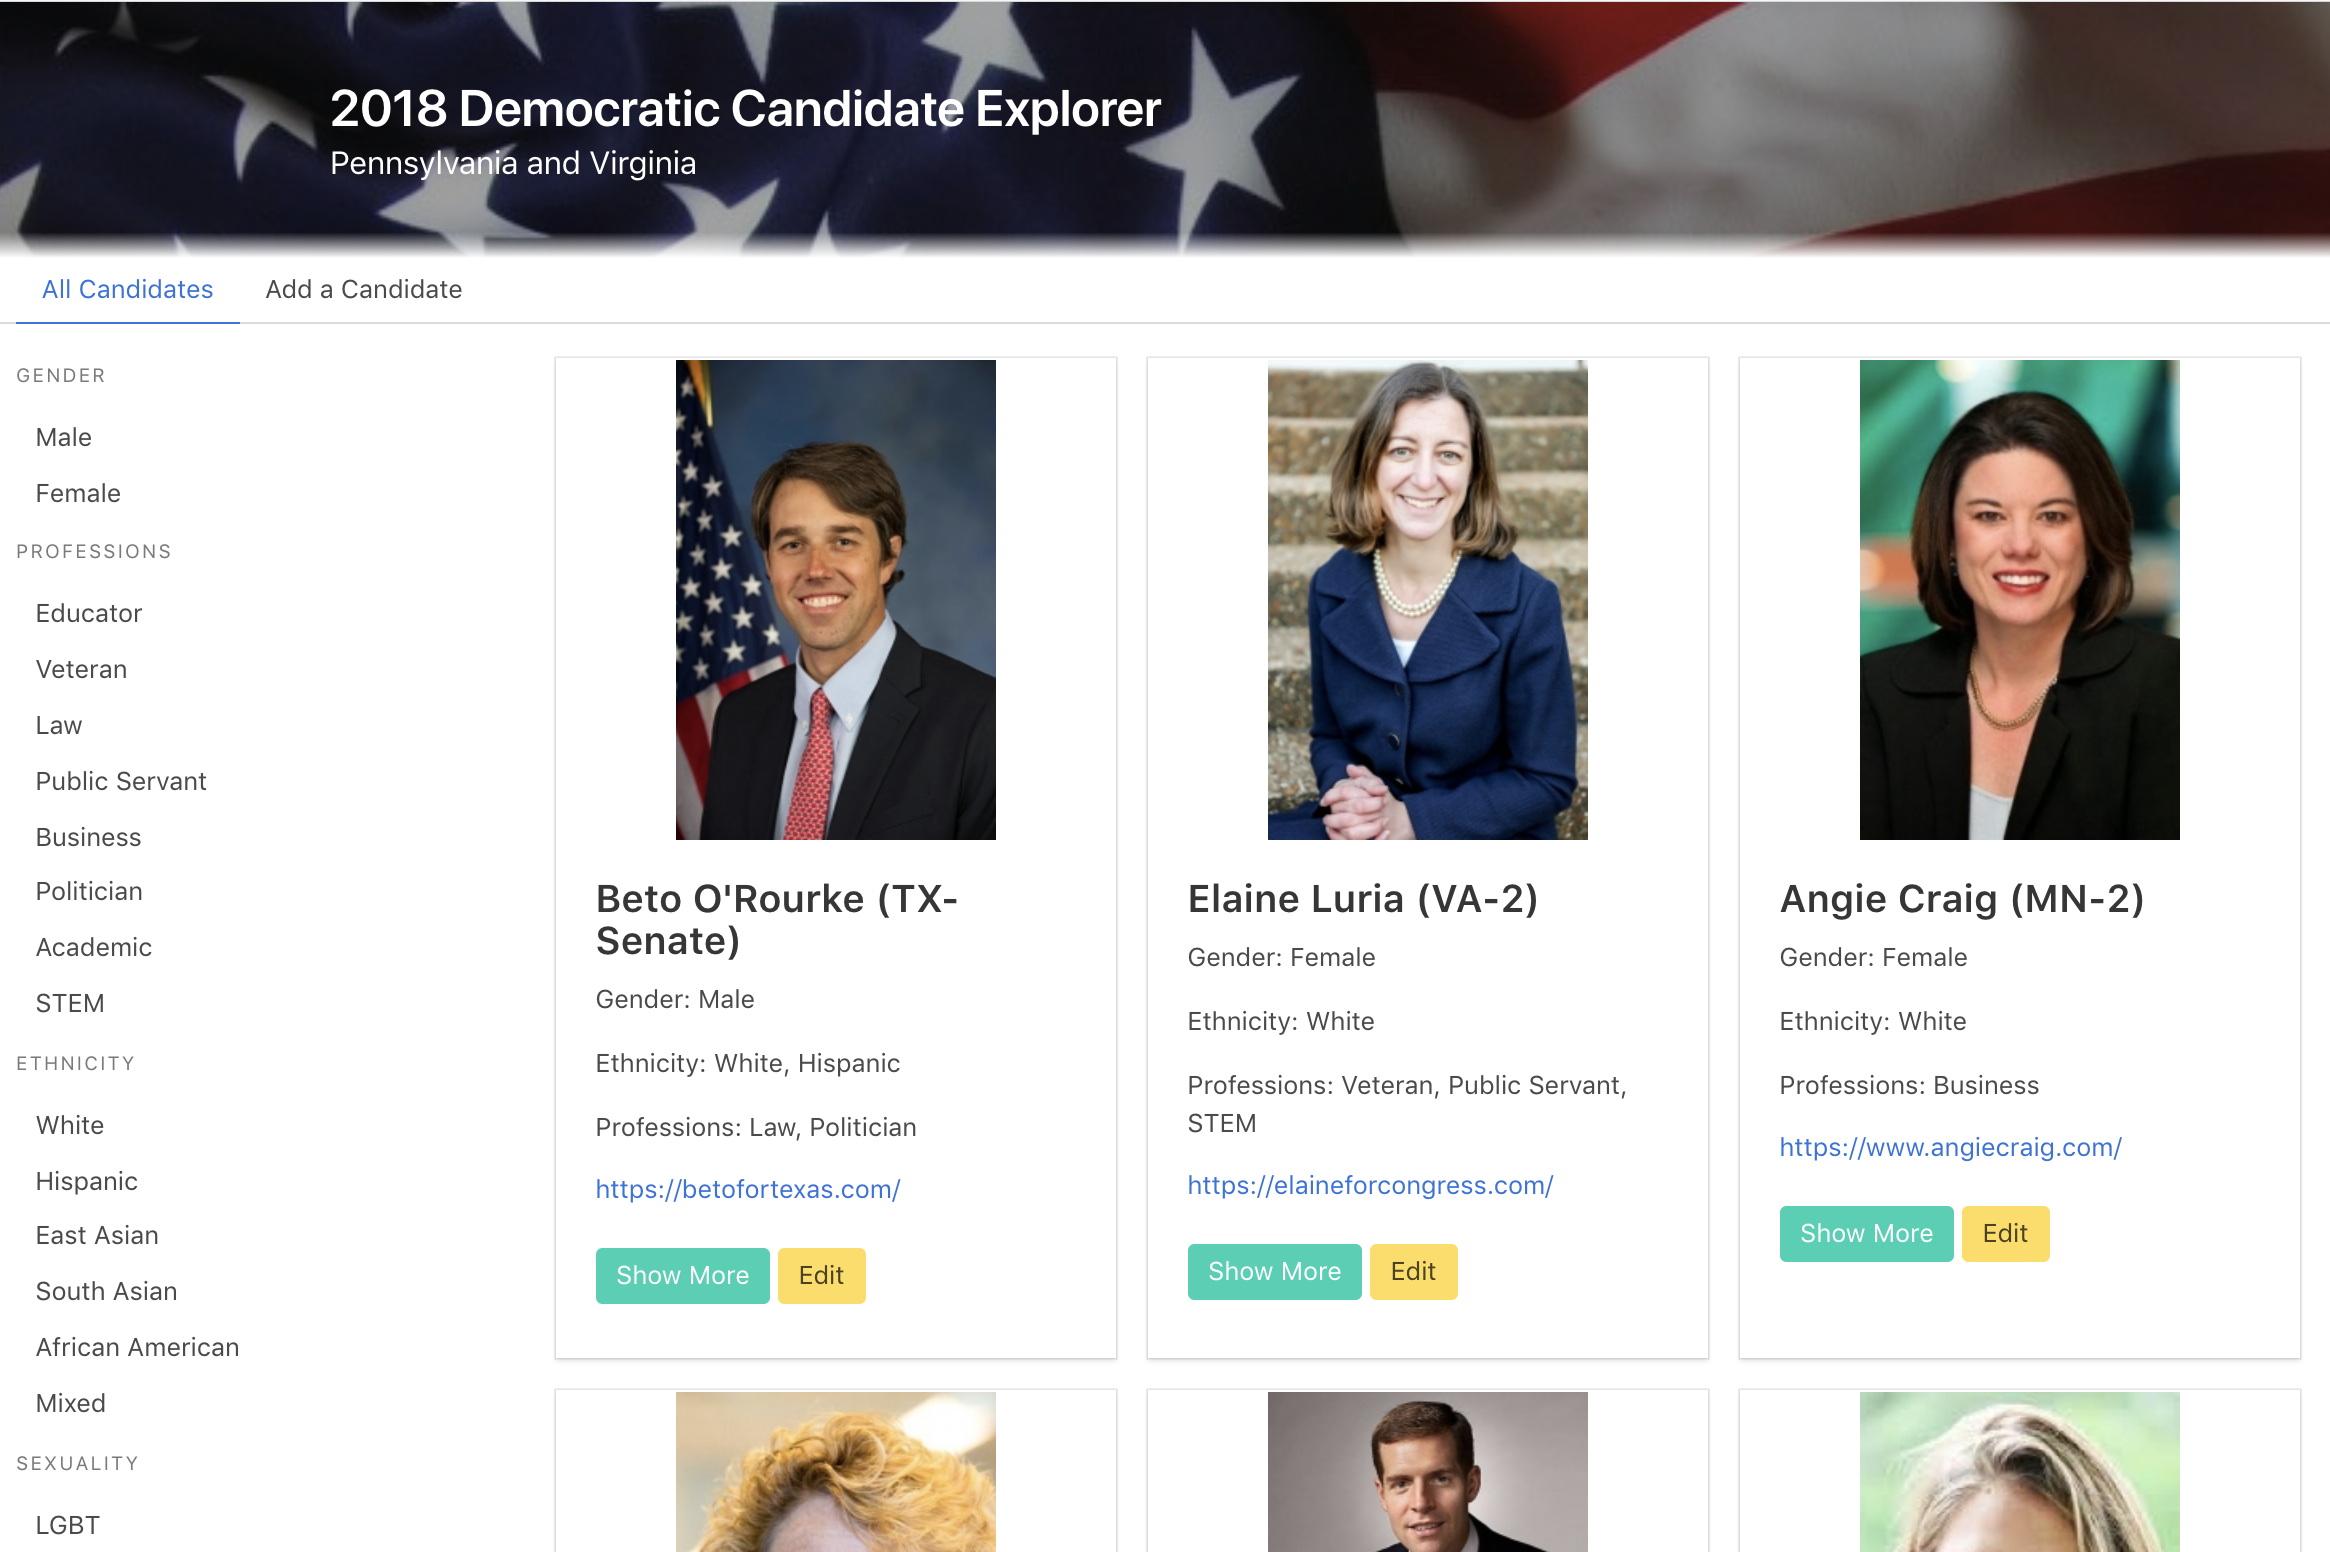 2018 Democratic Candidate Explorer
Pennsylvania and Virginia
All Candidates
Add a Candidate
GENDER
Male
Female
PROFESSIONS
Educator
Veteran
Law
Public Servant
Business
Politician
Academic
STEM
ETHNICITY
White
Hispanic
East Asian
South Asian
African American
Mixed
SEXUALITY
LGBT
Beto O'Rourke (TX-
Senate)
Gender: Male
Ethnicity: White, Hispanic
Professions: Law, Politician
https://betofortexas.com/
Show More
Edit
Elaine Luria (VA-2)
Gender: Female
Ethnicity: White
Professions: Veteran, Public Servant,
STEM
https://elaineforcongress.com/
Show More
Edit
Angie Craig (MN-2)
Gender: Female
Ethnicity: White
Professions: Business
https://www.angiecraig.com/
Show More
Edit